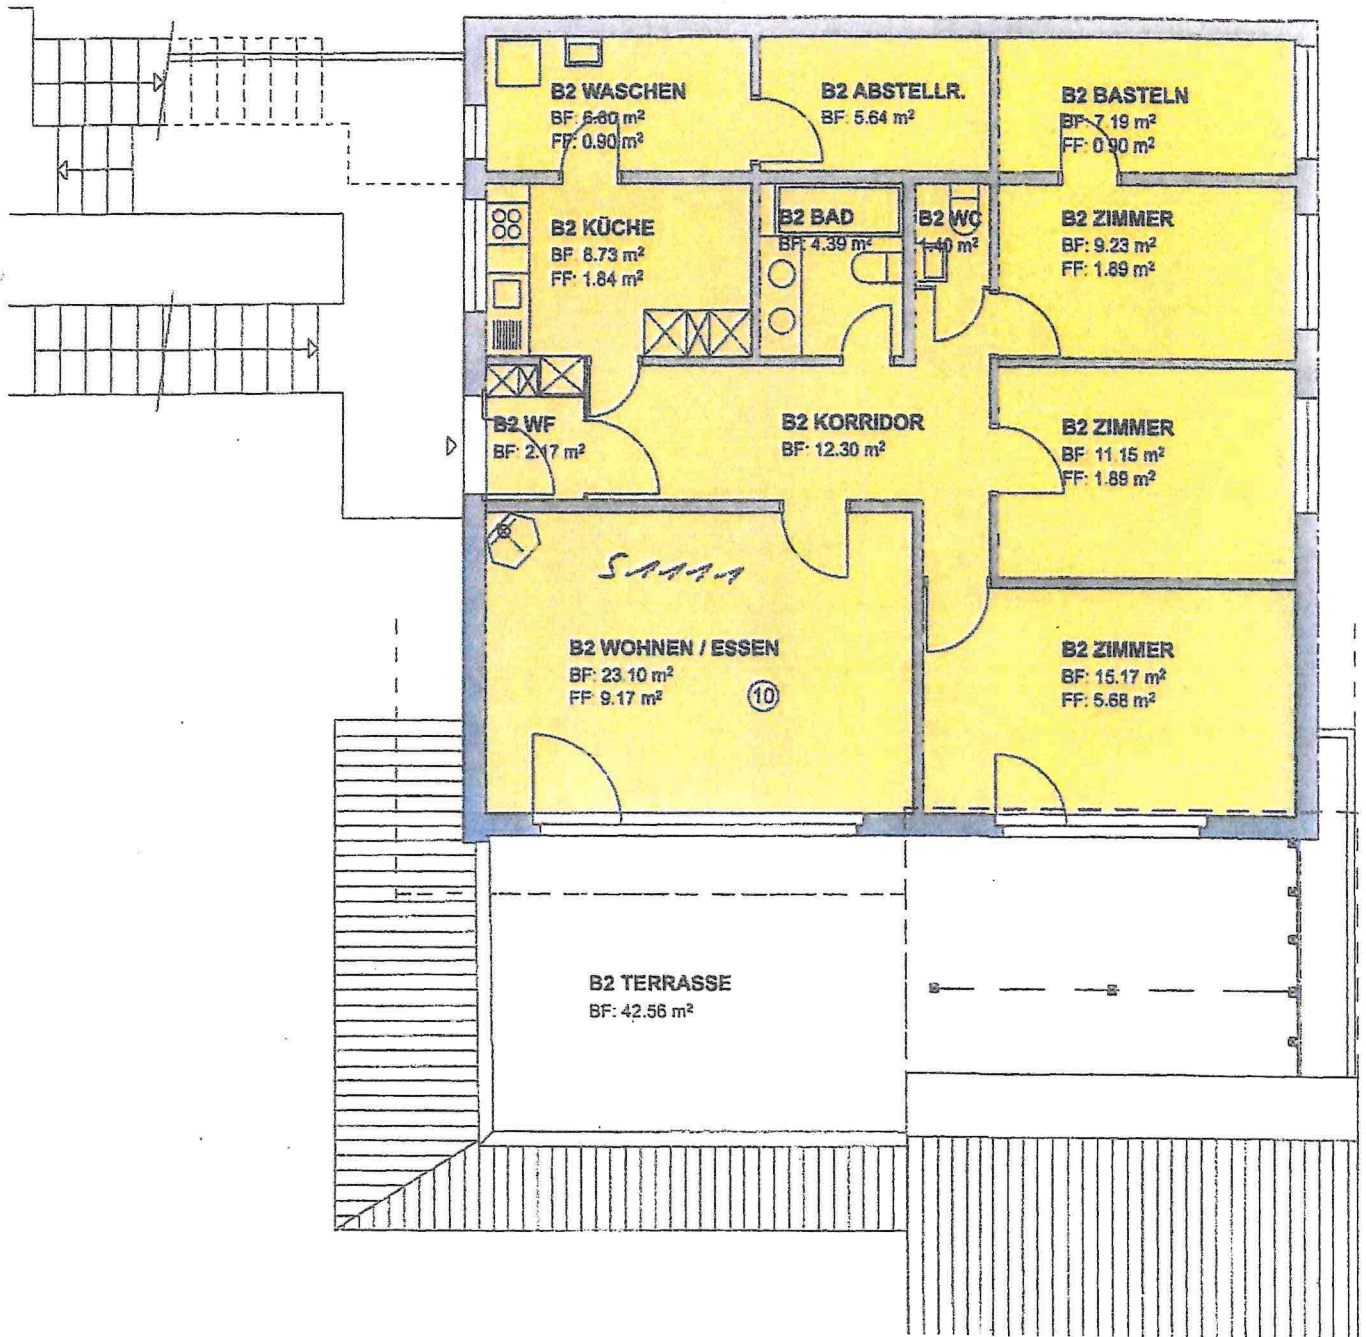 B2 WASCHEN
BF: 6.60 m²
FF: 0.90 m²
B2 ABSTELLR.
BF: 5.64 m²
B2 BASTELN
BF: 7.19 m²
FF: 0.90 m²
B2 KÜCHE
BF: 8.73 m²
FF: 1.84 m²
B2 BAD
BF: 4.39 m²
B2 WC
1.40 m²
B2 ZIMMER
BF: 9.23 m²
FF: 1.89 m²
B2 WF
BF: 2.17 m²
B2 KORRIDOR
BF: 12.30 m²
B2 ZIMMER
BF: 11.15 m²
FF: 1.89 m²
S1111
B2 WOHNEN / ESSEN
BF: 23.10 m²
FF: 9.17 m²
10
B2 ZIMMER
BF: 15.17 m²
FF: 5.68 m²
B2 TERRASSE
BF: 42.56 m²